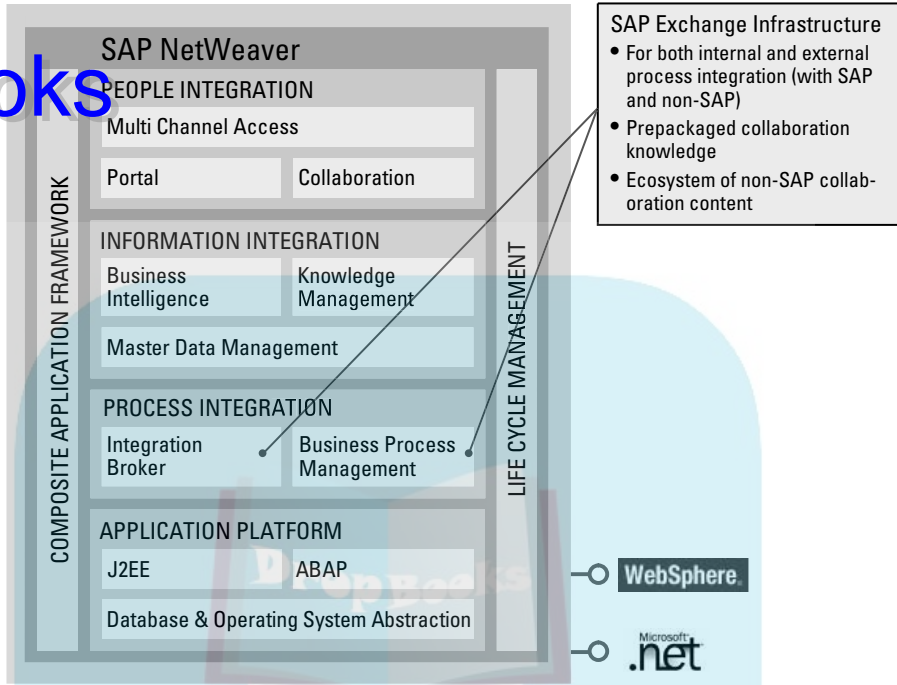 SAP NetWeaver
oks
PEOPLE INTEGRATION
Multi Channel Access
Portal
Collaboration
INFORMATION INTEGRATION
Business
Intelligence
Knowledge
Management
Master Data Management
PROCESS INTEGRATION
Integration
Broker
Business Process
Management
APPLICATION PLATFORM
J2EE
ABAP
DropBooks
Database & Operating System Abstraction
COMPOSITE APPLICATION FRAMEWORK
LIFE CYCLE MANAGEMENT
SAP Exchange Infrastructure
• For both internal and external
process integration (with SAP
and non-SAP)
• Prepackaged collaboration
knowledge
• Ecosystem of non-SAP collab-
oration content
WebSphere.
Microsoft
.net